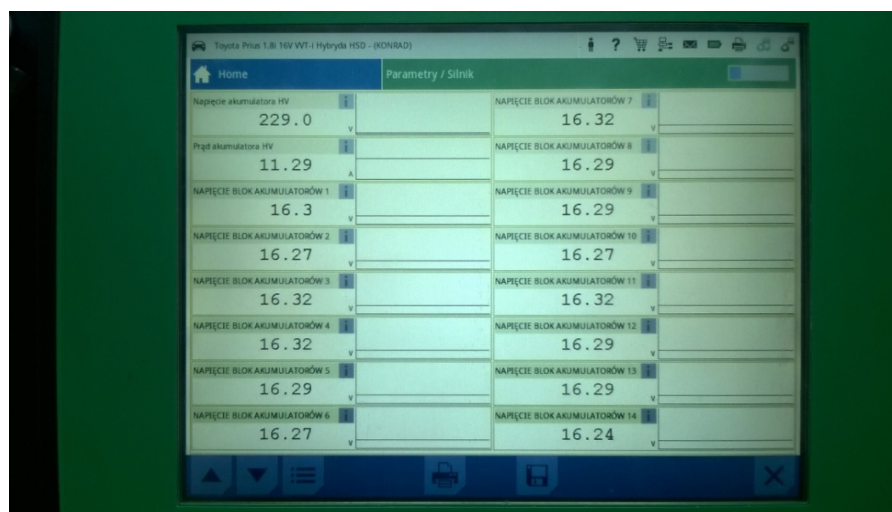 Toyota Prius 1.8i 16V VVT-i Hybryda HSD - (KONRAD)
?
Home
Parametry / Silnik
Napięcie akumulatora HV
i
229.0
V
Prąd akumulatora HV
i
11.29
A
NAPIĘCIE BLOK AKUMULATORÓW 1
i
16.3
V
NAPIĘCIE BLOK AKUMULATORÓW 2
i
16.27
V
NAPIĘCIE BLOK AKUMULATORÓW 3
i
16.32
V
NAPIĘCIE BLOK AKUMULATORÓW 4
i
16.32
V
NAPIĘCIE BLOK AKUMULATORÓW 5
i
16.29
V
NAPIĘCIE BLOK AKUMULATORÓW 6
i
16.27
V
NAPIĘCIE BLOK AKUMULATORÓW 7
i
16.32
V
NAPIĘCIE BLOK AKUMULATORÓW 8
i
16.29
V
NAPIĘCIE BLOK AKUMULATORÓW 9
i
16.29
V
NAPIĘCIE BLOK AKUMULATORÓW 10
i
16.27
V
NAPIĘCIE BLOK AKUMULATORÓW 11
i
16.32
V
NAPIĘCIE BLOK AKUMULATORÓW 12
i
16.29
V
NAPIĘCIE BLOK AKUMULATORÓW 13
i
16.29
V
NAPIĘCIE BLOK AKUMULATORÓW 14
i
16.24
V